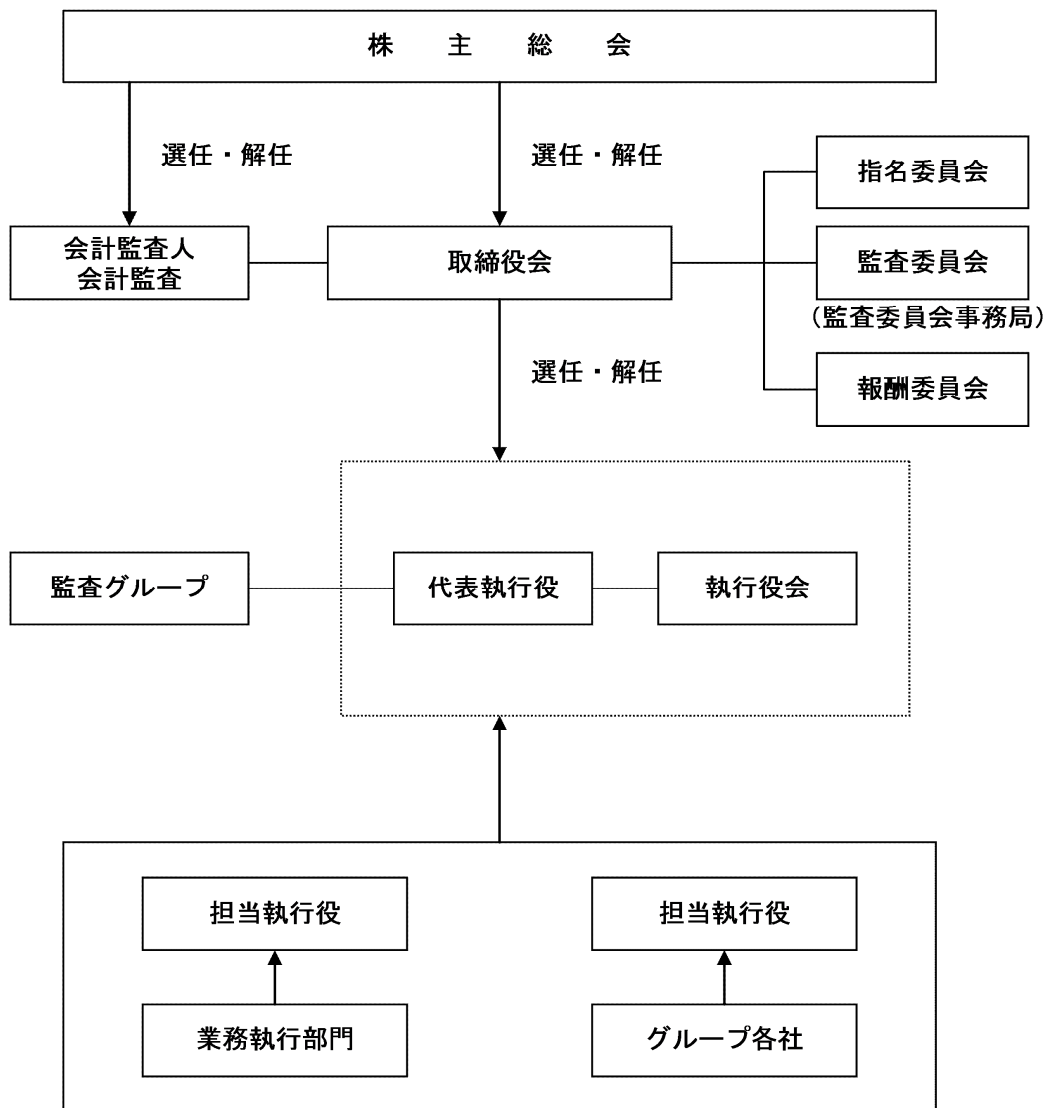 株主総会
選任・解任
選任・解任
指名委員会
会計監査人
会計監査
取締役会
監査委員会
（監査委員会事務局）
選任・解任
報酬委員会
監査グループ
代表執行役
執行役会
担当執行役
担当執行役
業務執行部門
グループ各社